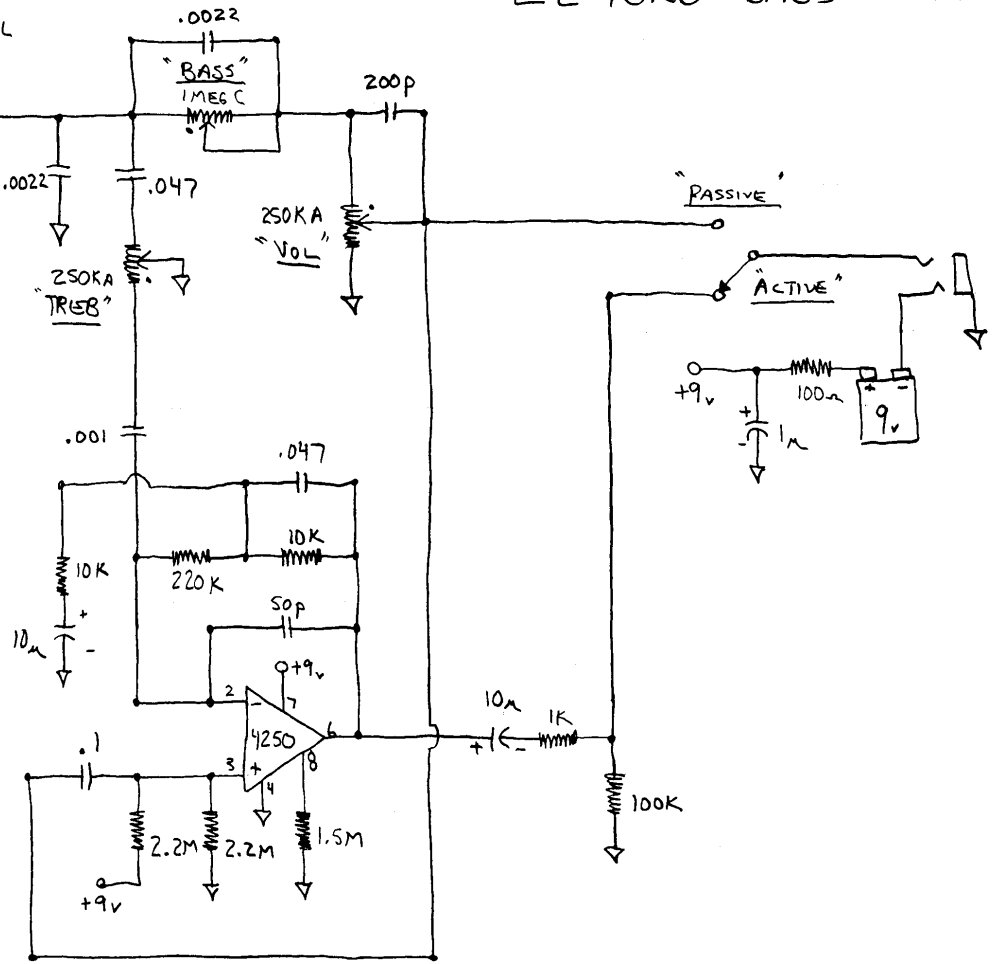 L
.0022
"BASS"
1MEG C
200p
.0022
.047
250KA
"VOL"
"PASSIVE"
250KA
"TREB"
"ACTIVE"
+9v
100Ω
+ -
9v
+
-
1μ
.001
.047
10K
220K
10K
50p
10μ
+
-
+9v
2
-
7
4250
6
10μ
1K
+ -
.1
3
+
8
4
100K
2.2M
2.2M
1.5M
+9v